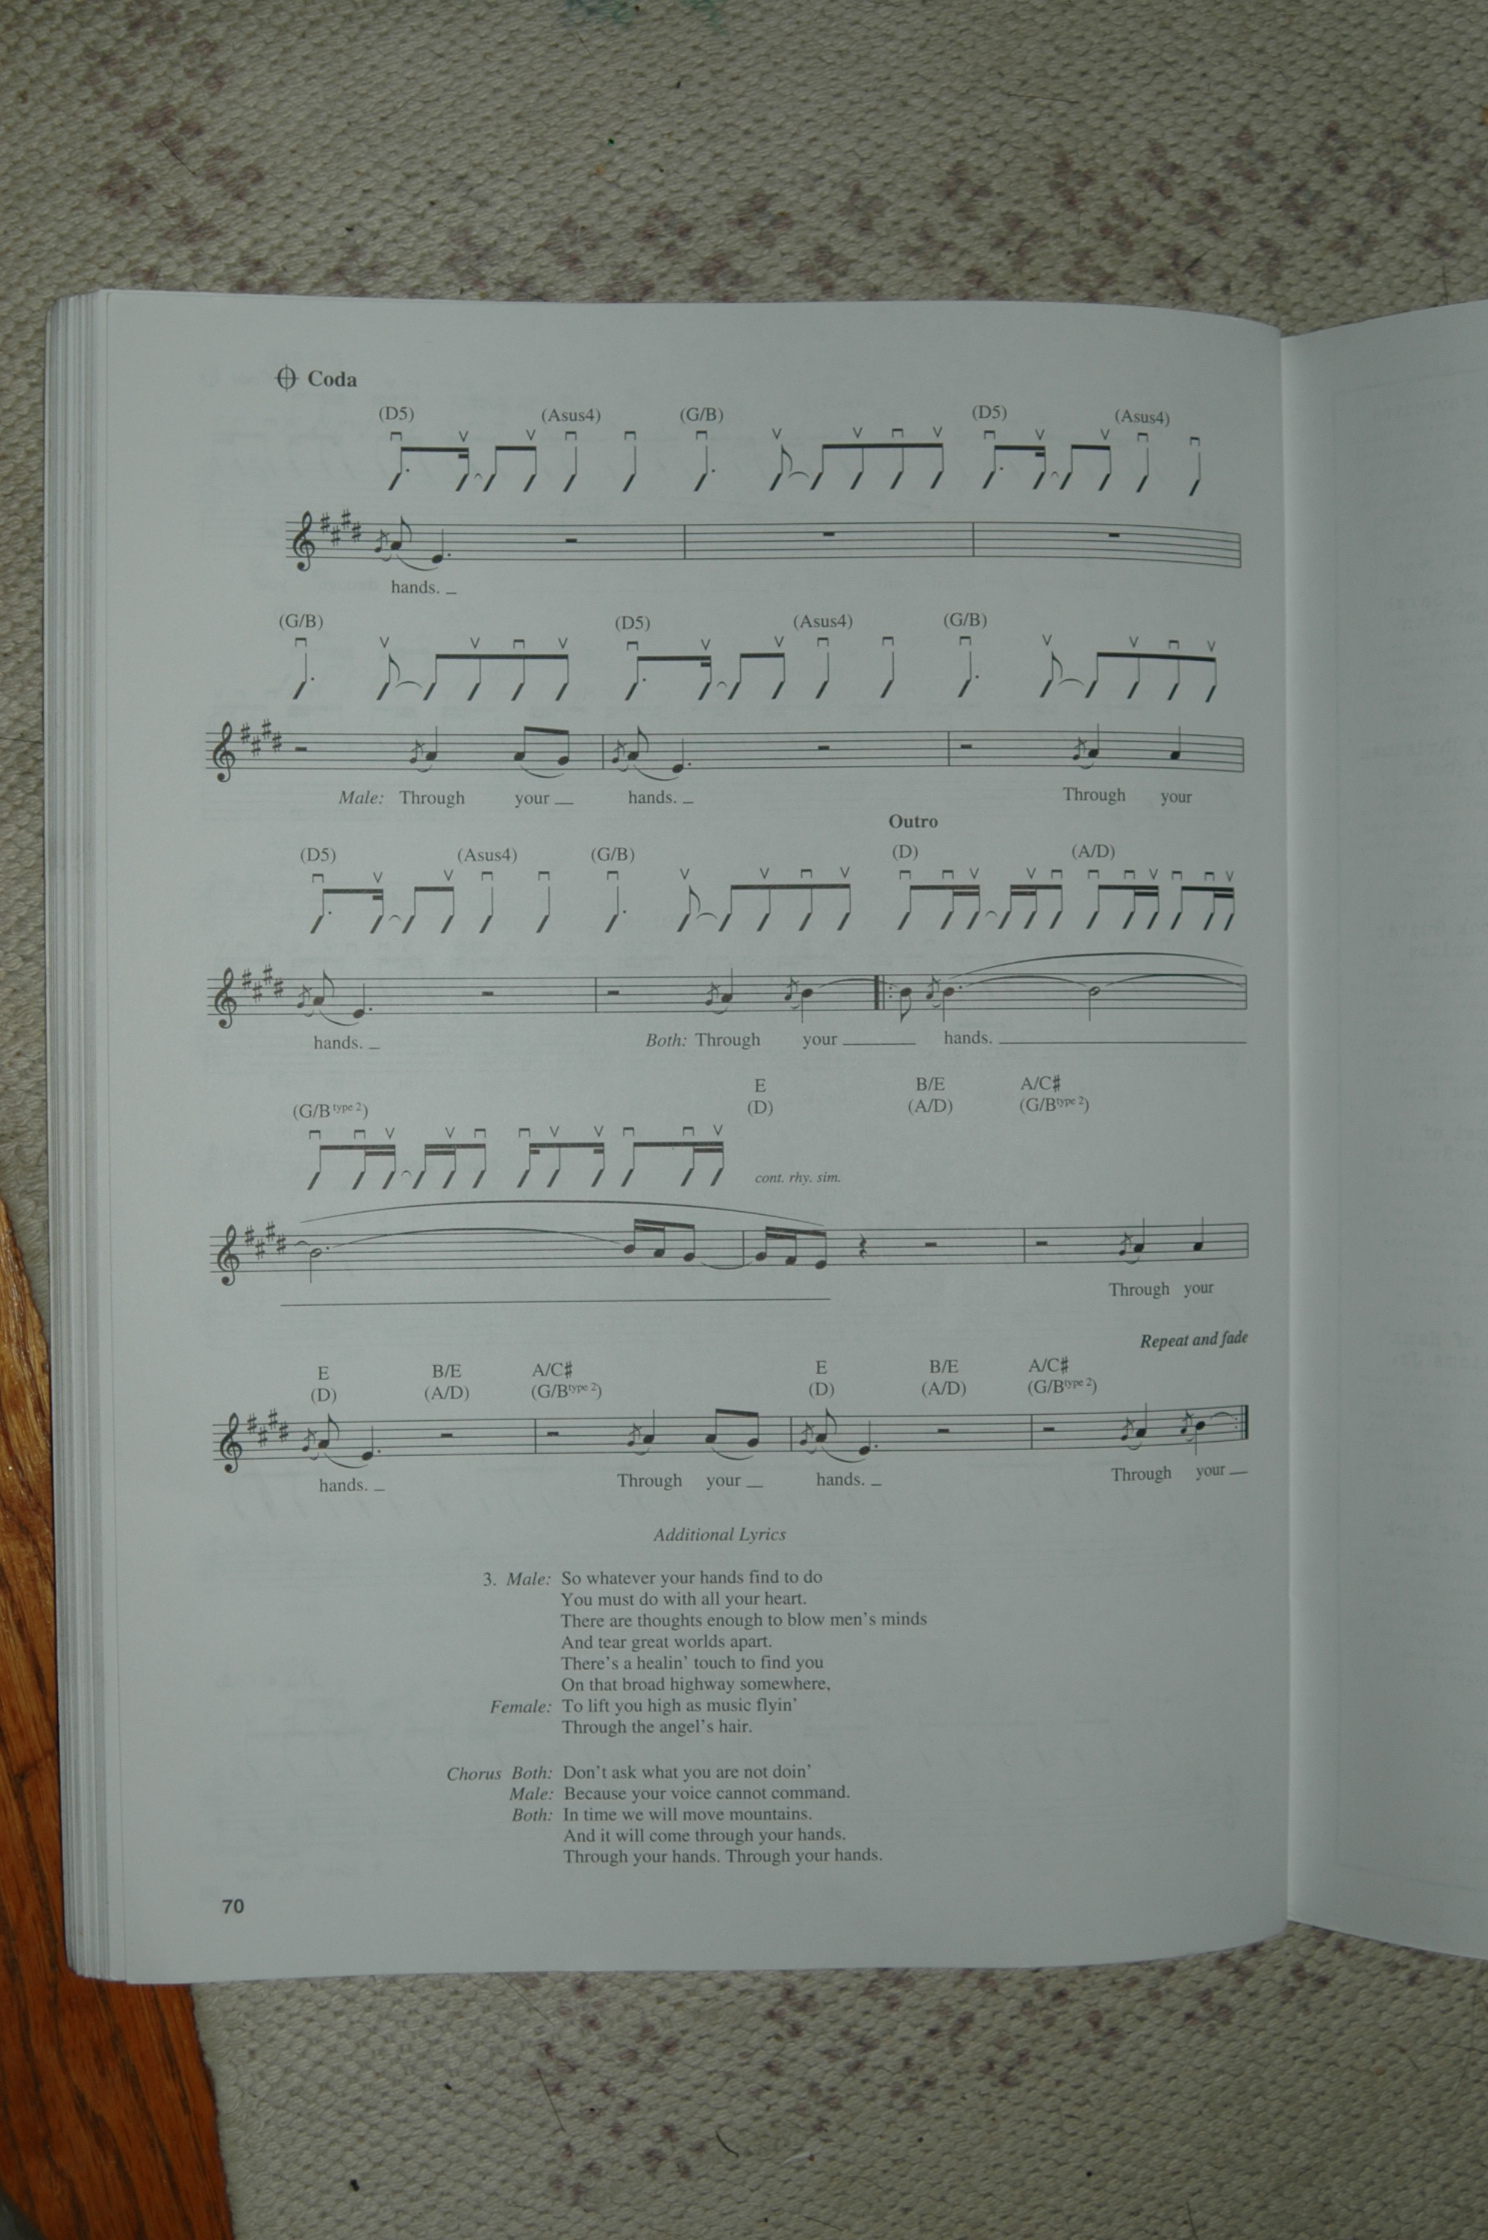 Coda
(D5) (Asus4) (G/B) (D5) (Asus4)
hands. _
(G/B) (D5) (Asus4) (G/B)
Male: Through your _ hands. _ Through your
Outro
(D5) (Asus4) (G/B) (D) (A/D)
hands. _ Both: Through your _ hands. _
E B/E A/C♯
(G/B type 2) (D) (A/D) (G/B type 2)
cont. rhy. sim.
Through your
Repeat and fade
E B/E A/C♯ E B/E A/C♯
(D) (A/D) (G/B type 2) (D) (A/D) (G/B type 2)
hands. _ Through your _ hands. _ Through your _
Additional Lyrics
3. Male: So whatever your hands find to do
You must do with all your heart.
There are thoughts enough to blow men's minds
And tear great worlds apart.
There's a healin' touch to find you
On that broad highway somewhere,
Female: To lift you high as music flyin'
Through the angel's hair.
Chorus Both: Don't ask what you are not doin'
Male: Because your voice cannot command.
Both: In time we will move mountains.
And it will come through your hands.
Through your hands. Through your hands.
70